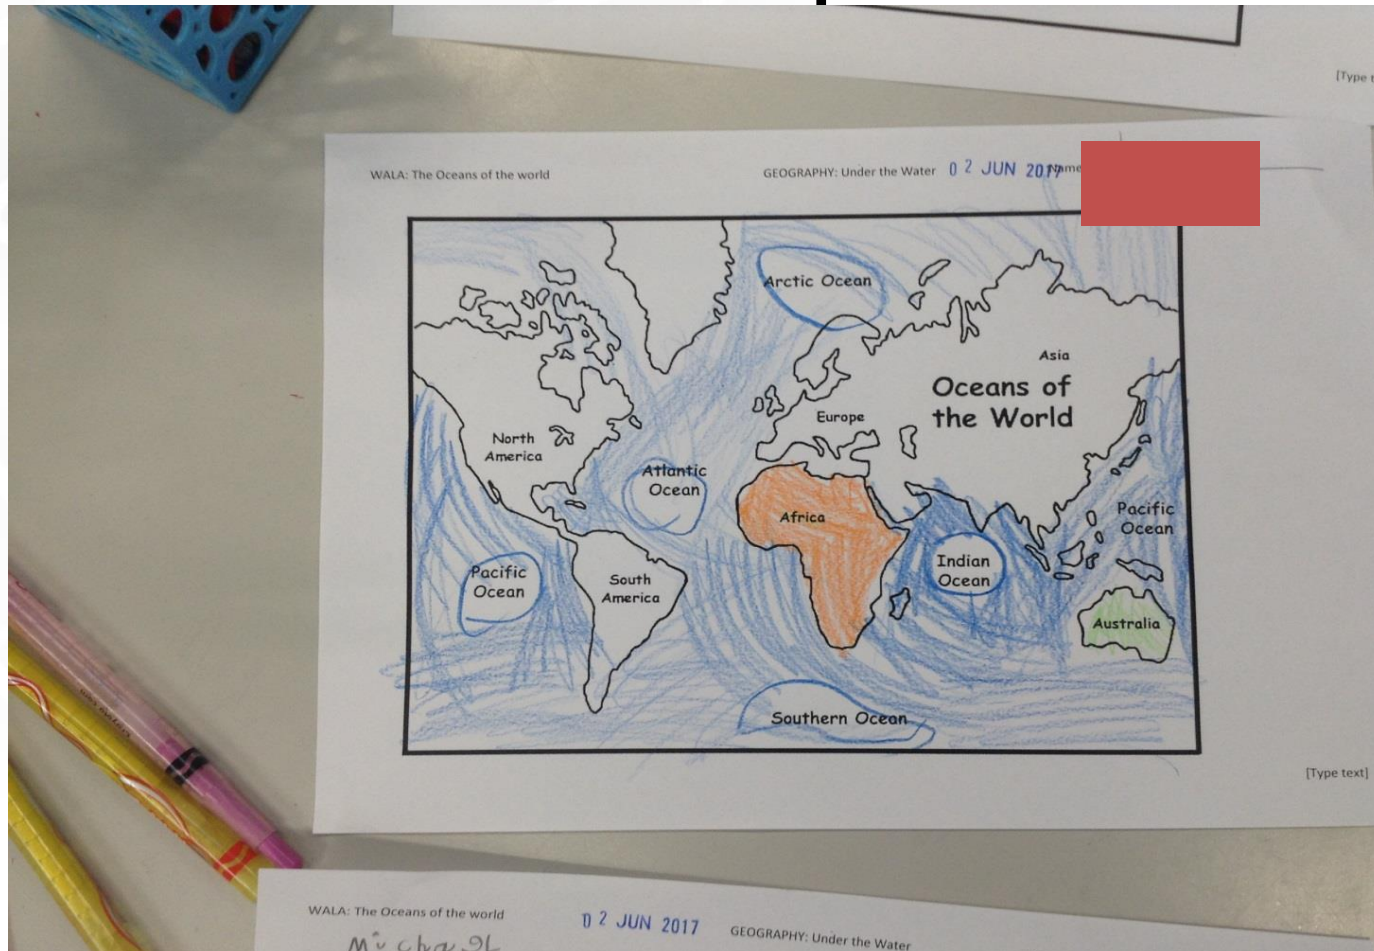 [Type t
WALA: The Oceans of the world
GEOGRAPHY: Under the Water
02 JUN 2017
Name
Arctic Ocean
Asia
Oceans of
the World
Europe
North
America
Atlantic
Ocean
Africa
Pacific
Ocean
Indian
Ocean
Pacific
Ocean
South
America
Australia
Southern Ocean
[Type text]
WALA: The Oceans of the world
02 JUN 2017
GEOGRAPHY: Under the Water